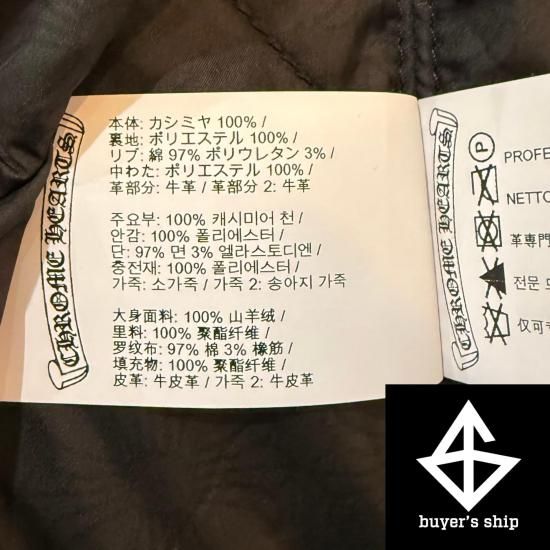 CHROME HEARTS
本体: カシミヤ 100% /
裏地: ポリエステル 100% /
リブ: 綿 97% ポリウレタン 3% /
中わた: ポリエステル 100% /
革部分: 牛革 / 革部分 2: 牛革
주요부: 100% 캐시미어 천 /
안감: 100% 폴리에스터 /
단: 97% 면 3% 엘라스토디엔 /
충전재: 100% 폴리에스터 /
가죽: 소가죽 / 가죽 2: 송아지 가죽
大身面料: 100% 山羊绒 /
里料: 100% 聚酯纤维 /
罗纹布: 97% 棉 3% 橡筋 /
填充物: 100% 聚酯纤维 /
皮革: 牛皮革 / 가죽 2: 牛皮革
CHROME HEARTS
P
PROFE
NETTO
革専門
전문
仅可
buyer's ship